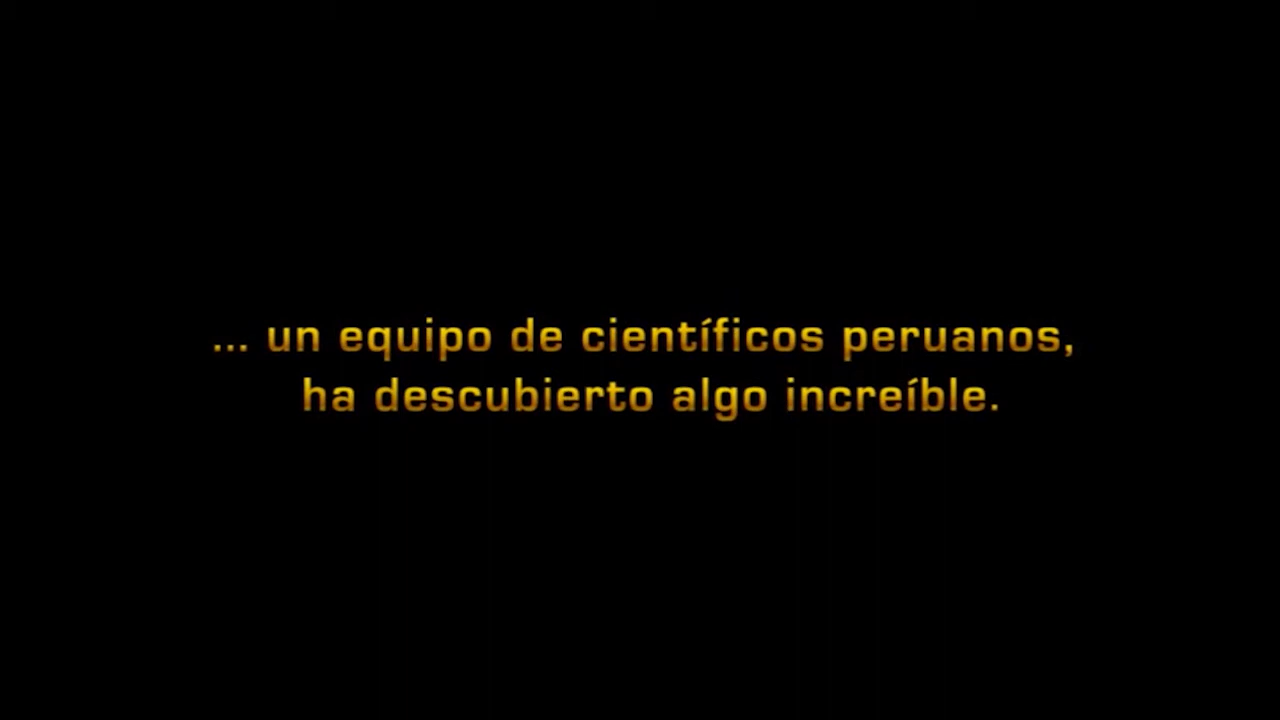 ... un equipo de científicos peruanos,
ha descubierto algo increíble.